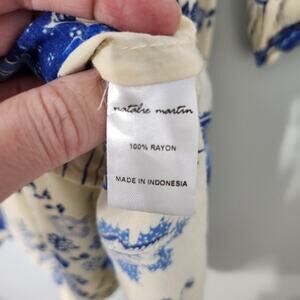 natalie martin
100% RAYON
MADE IN INDONESIA